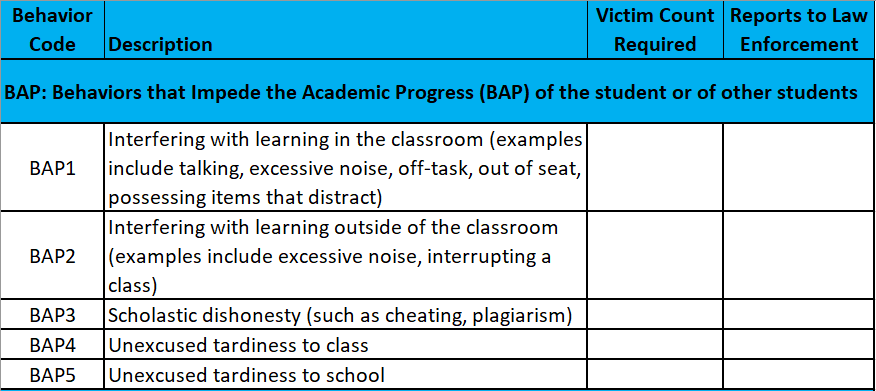 Behavior Code Description Victim Count Required Reports to Law Enforcement
BAP: Behaviors that Impede the Academic Progress (BAP) of the student or of other students
BAP1
Interfering with learning in the classroom (examples
include talking, excessive noise, off-task, out of seat,
possessing items that distract)
BAP2
Interfering with learning outside of the classroom
(examples include excessive noise, interrupting a
class)
BAP3 Scholastic dishonesty (such as cheating, plagiarism)
BAP4 Unexcused tardiness to class
BAP5 Unexcused tardiness to school